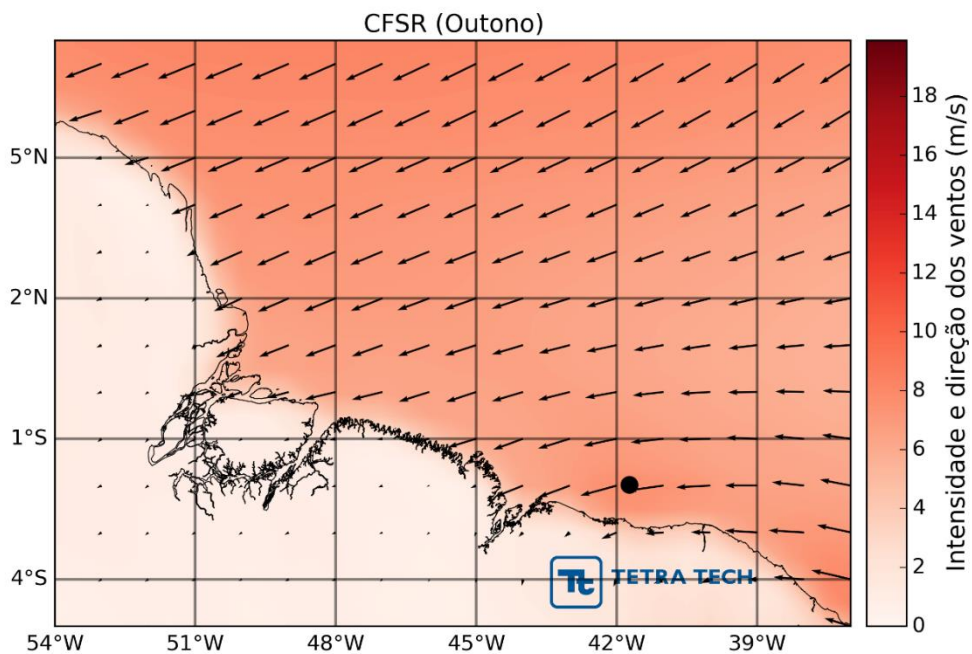 CFSR (Outono)
5°N
2°N
1°S
4°S
54°W
51°W
48°W
45°W
42°W
39°W
Tt TETRA TECH
18
16
14
12
10
8
6
4
2
0
Intensidade e direção dos ventos (m/s)